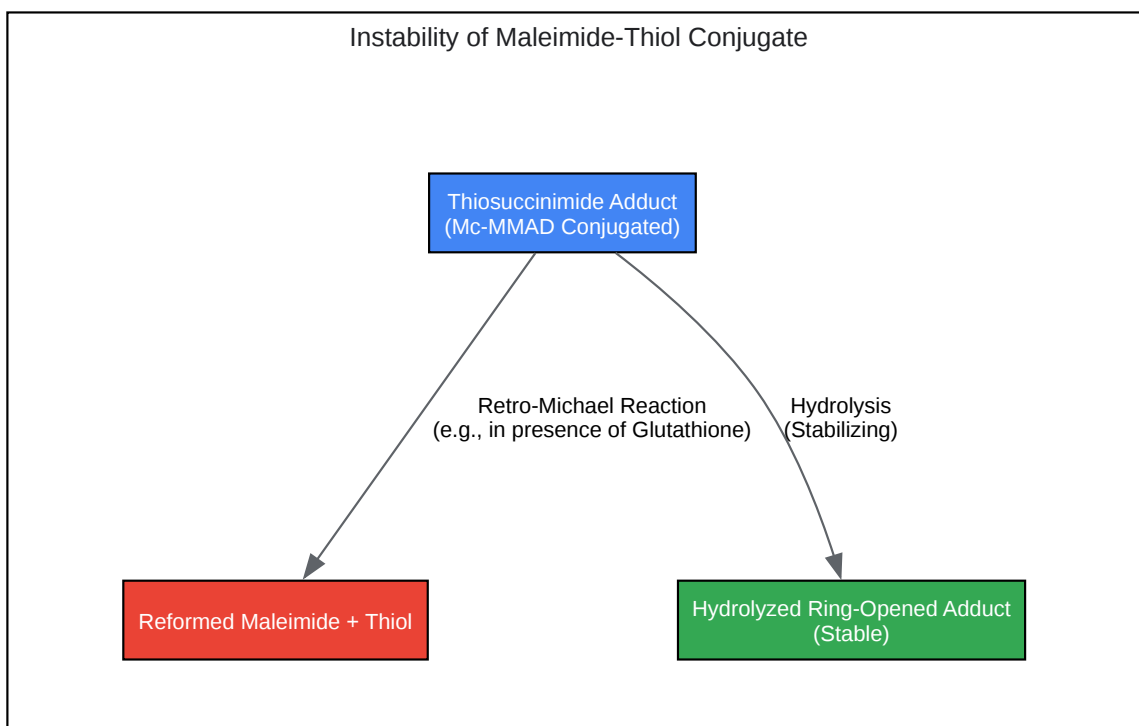 Instability of Maleimide-Thiol Conjugate
Thiosuccinimide Adduct
(Mc-MMAD Conjugated)
Retro-Michael Reaction
(e.g., in presence of Glutathione)
Hydrolysis
(Stabilizing)
Reformed Maleimide + Thiol
Hydrolyzed Ring-Opened Adduct
(Stable)